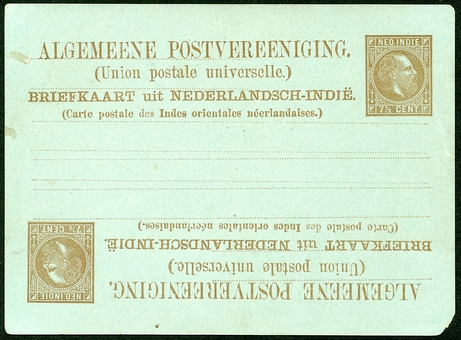 ALGEMEENE POSTVEREENIGING.
(Union postale universelle.)
BRIEFKAART uit NEDERLANDSCH-INDIË.
(Carte postale des Indes orientales néerlandaises.)
NED. INDIE
7½ CENT.
(Carte postale des Indes orientales néerlandaises.)
BRIEFKAART uit NEDERLANDSCH-INDIË.
(Union postale universelle.)
ALGEMEENE POSTVEREENIGING.
7½ CENT.
NED. INDIE